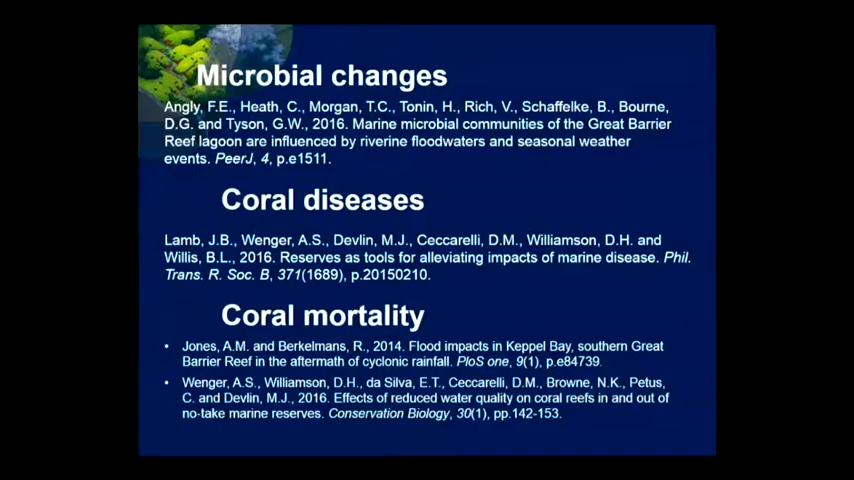 Microbial changes
Angly, F.E., Heath, C., Morgan, T.C., Tonin, H., Rich, V., Schaffelke, B., Bourne,
D.G. and Tyson, G.W., 2016. Marine microbial communities of the Great Barrier
Reef lagoon are influenced by riverine floodwaters and seasonal weather
events. PeerJ, 4, p.e1511.
Coral diseases
Lamb, J.B., Wenger, A.S., Devlin, M.J., Ceccarelli, D.M., Williamson, D.H. and
Willis, B.L., 2016. Reserves as tools for alleviating impacts of marine disease. Phil.
Trans. R. Soc. B, 371(1689), p.20150210.
Coral mortality
• Jones, A.M. and Berkelmans, R., 2014. Flood impacts in Keppel Bay, southern Great
Barrier Reef in the aftermath of cyclonic rainfall. PloS one, 9(1), p.e84739.
• Wenger, A.S., Williamson, D.H., da Silva, E.T., Ceccarelli, D.M., Browne, N.K., Petus,
C. and Devlin, M.J., 2016. Effects of reduced water quality on coral reefs in and out of
no-take marine reserves. Conservation Biology, 30(1), pp.142-153.